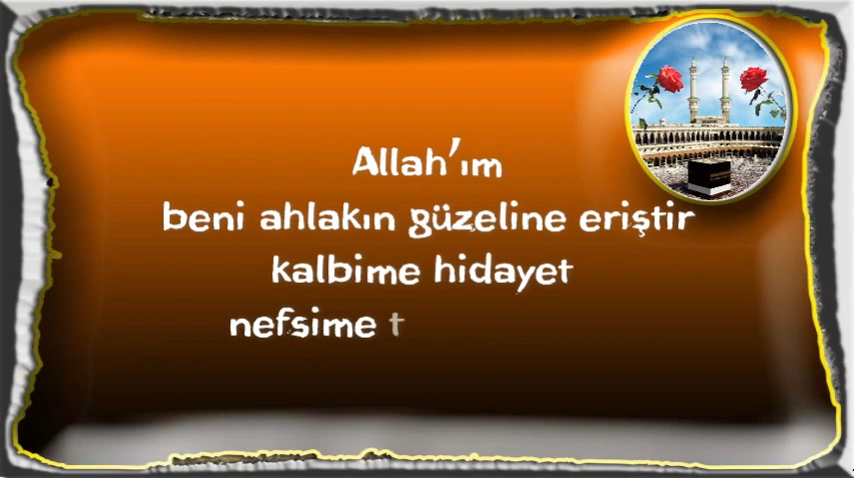 Allah'ım
beni ahlakın güzeline eriştir
kalbime hidayet
nefsime t